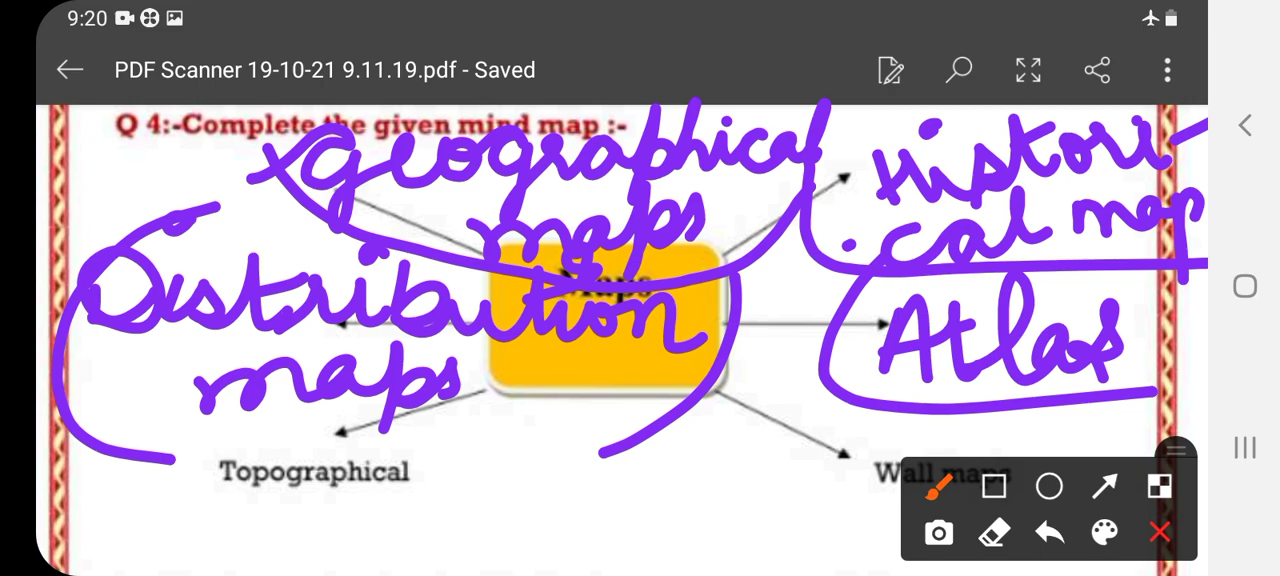 9:20
PDF Scanner 19-10-21 9.11.19.pdf - Saved
Q 4:-Complete the given mind map :-
geographical
maps
Histori-
cal map
Maps
Distribution
maps
Atlas
Topographical
Wall maps